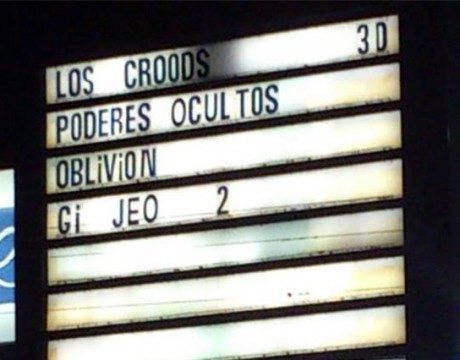 LOS CROODS 3D
PODERES OCULTOS
OBLiViON
Gi JEO 2